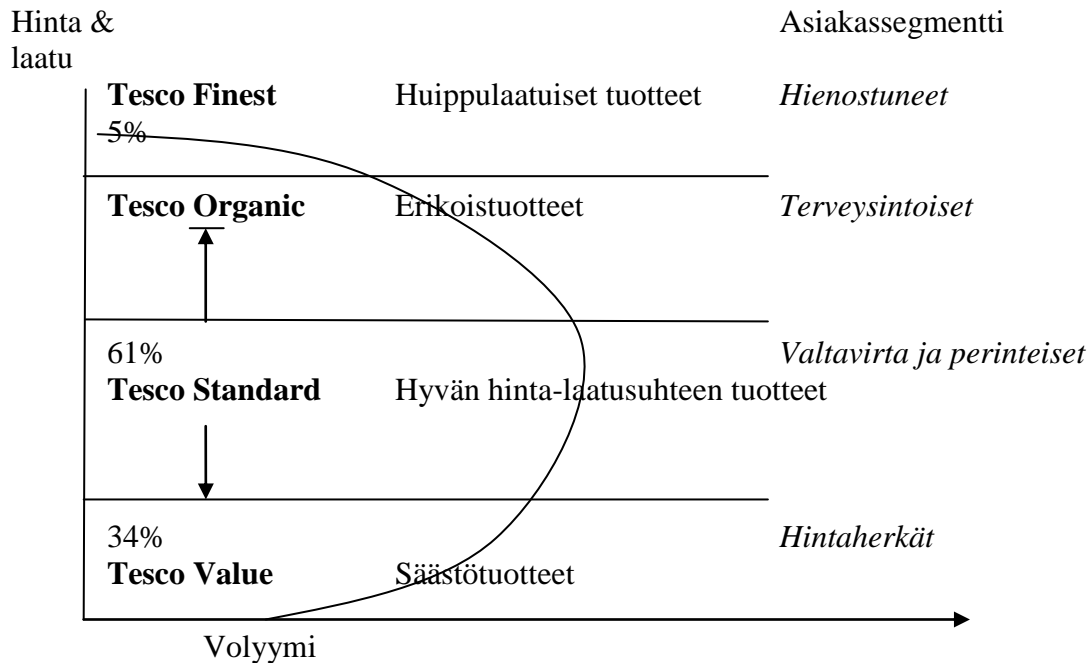 Hinta &
laatu
Asiakassegmentti
Tesco Finest Huippulaatuiset tuotteet Hienostuneet
5%
Tesco Organic Erikoistuotteet Terveysintoiset
61% Valtavirta ja perinteiset
Tesco Standard Hyvän hinta-laatusuhteen tuotteet
34% Hintaherkät
Tesco Value Säästötuotteet
Volyymi